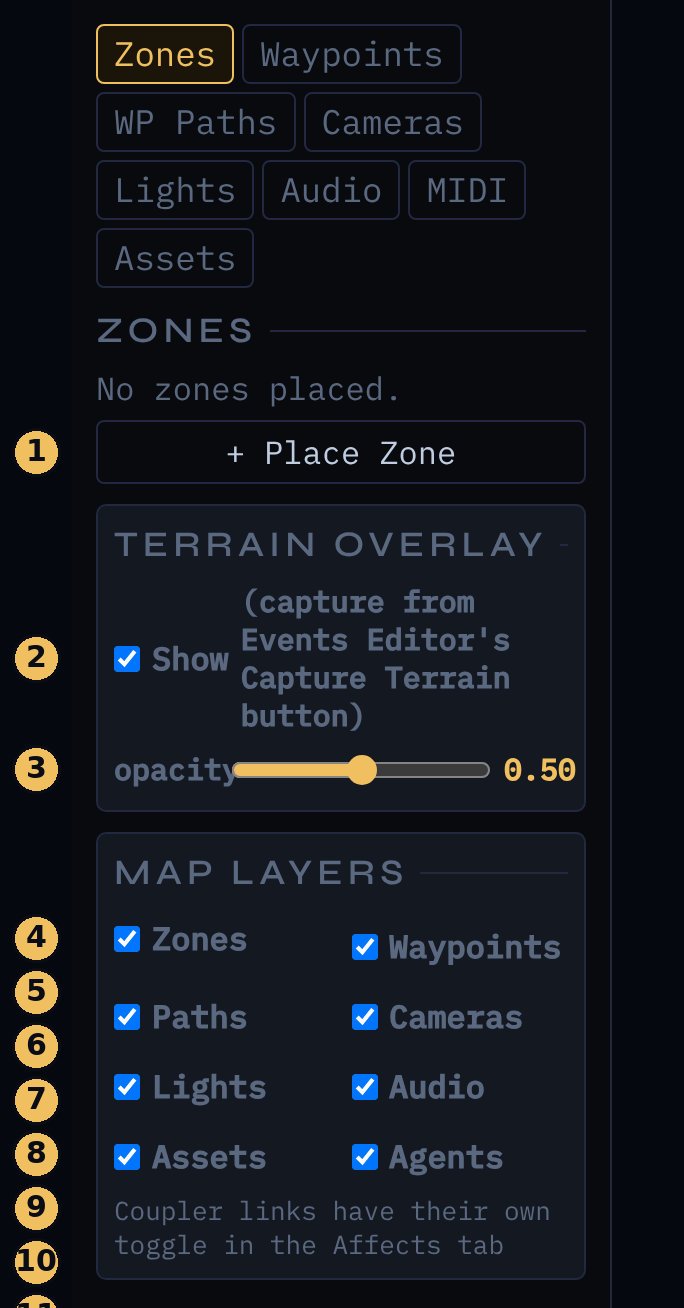 Zones Waypoints
WP Paths Cameras
Lights Audio MIDI
Assets
ZONES
No zones placed.
1 + Place Zone
TERRAIN OVERLAY
2 Show (capture from
Events Editor's
Capture Terrain
button)
3 opacity 0.50
MAP LAYERS
4 Zones Waypoints
5
Paths Cameras
6
7 Lights Audio
8 Assets Agents
9 Coupler links have their own
toggle in the Affects tab
10
11